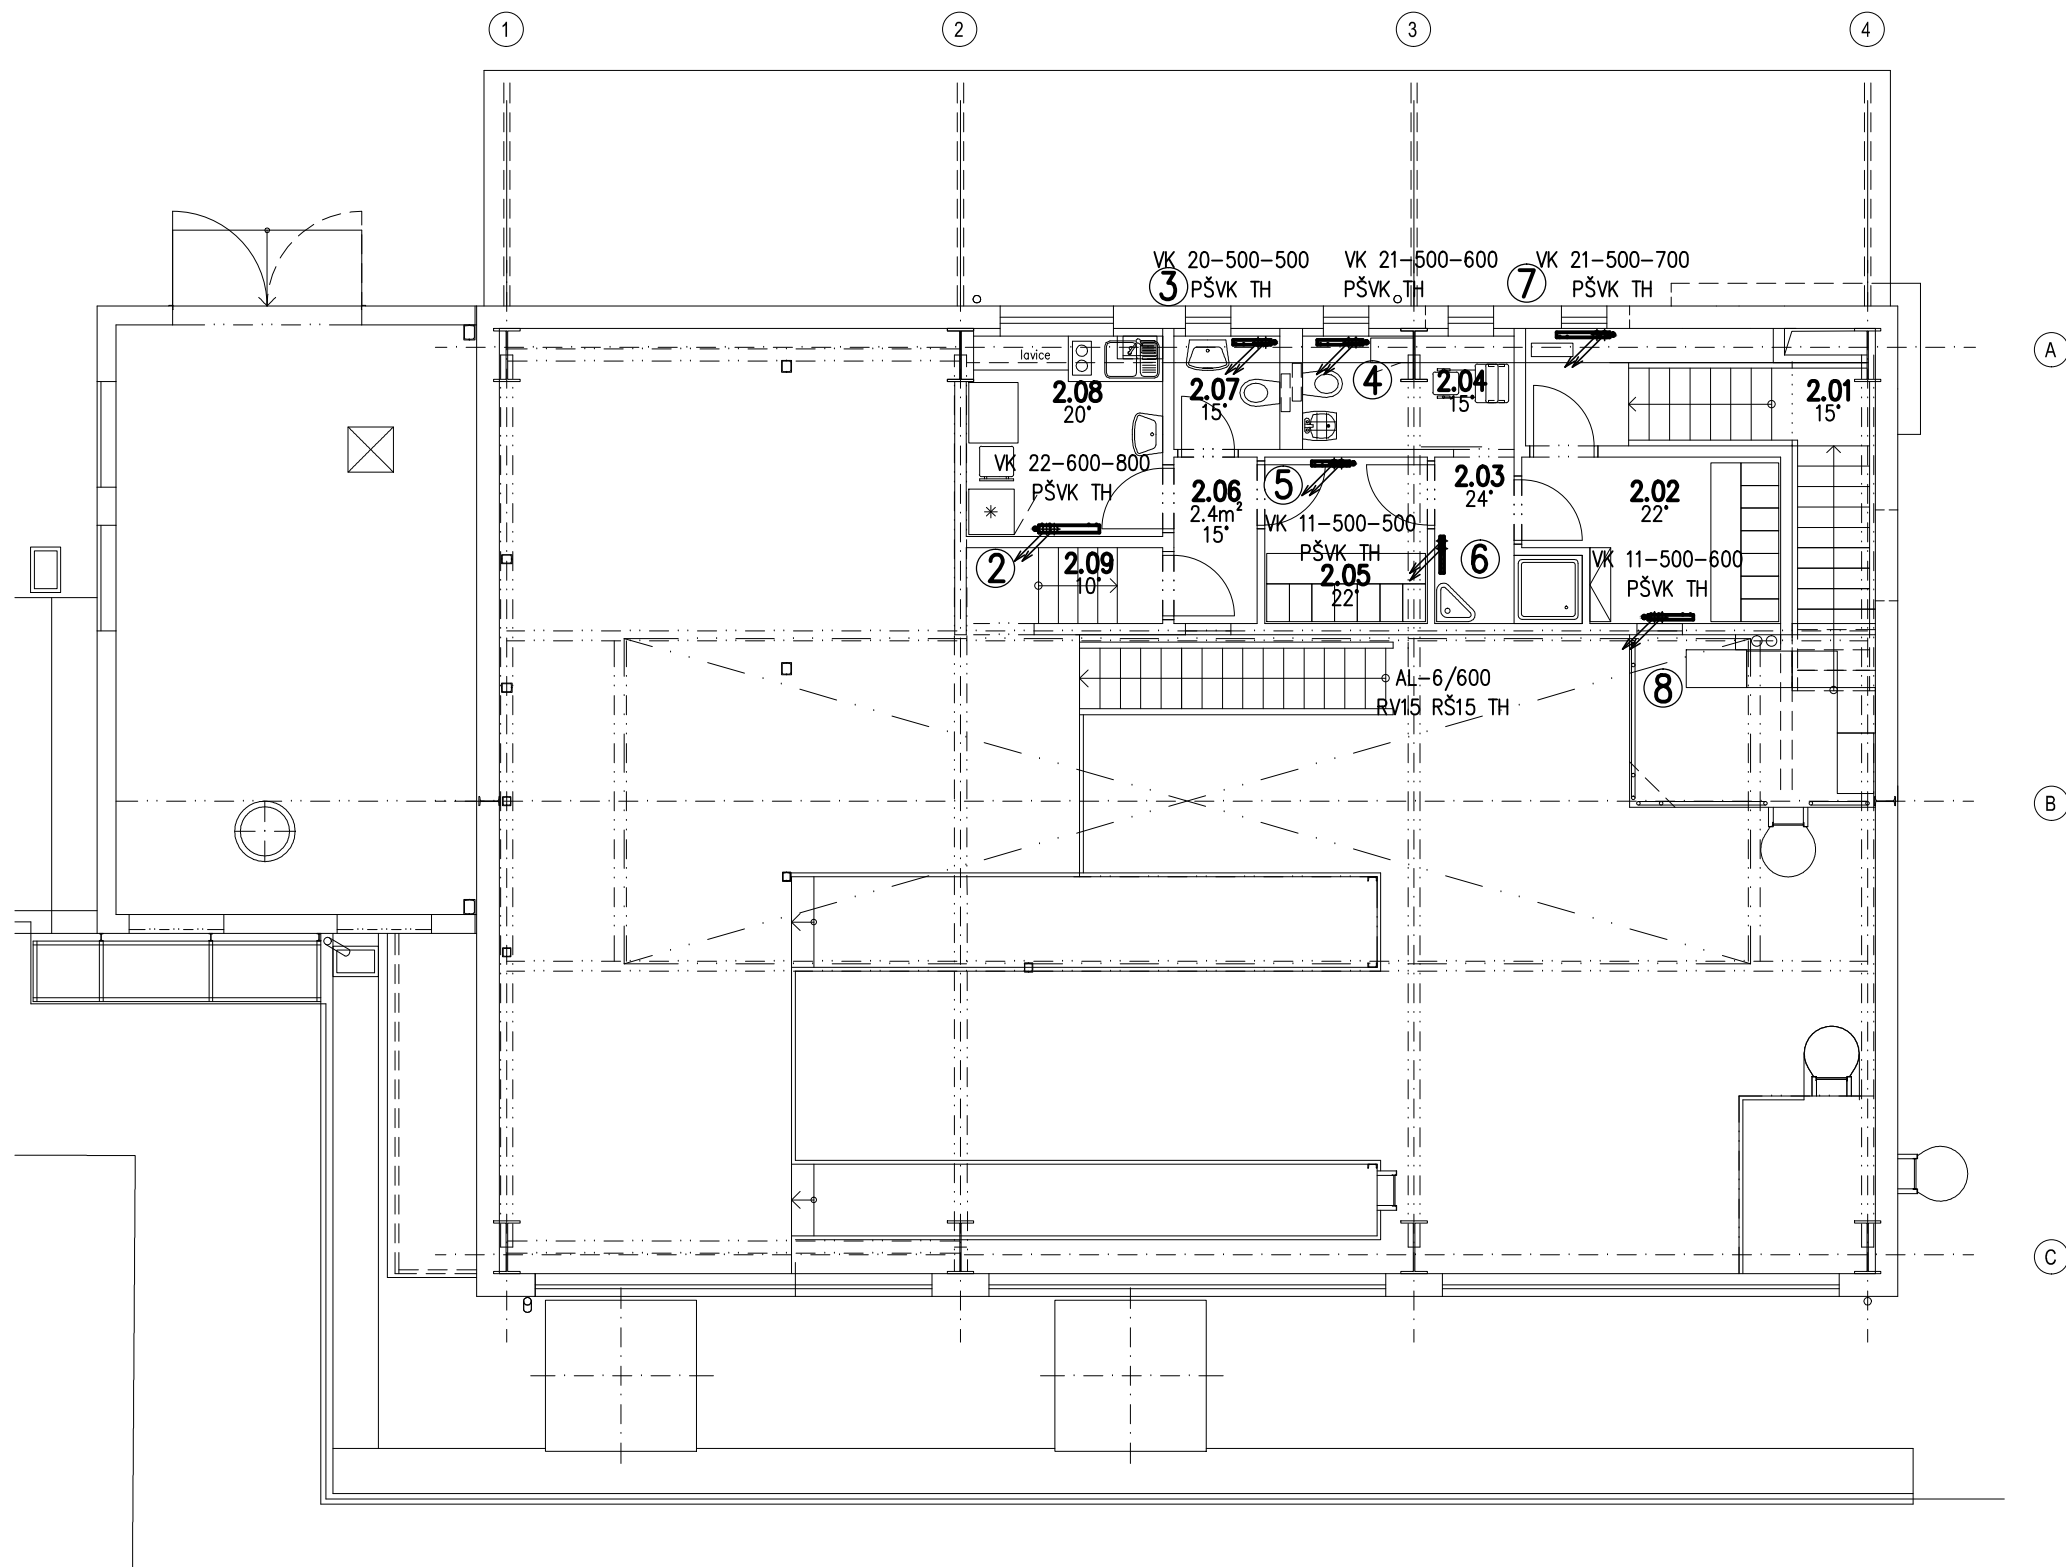 1
2
3
4
VK 20-500-500
PŠVK TH
3
VK 21-500-600
PŠVK TH
7
VK 21-500-700
PŠVK TH
A
lavice
2.08
20°
2.07
15°
4
2.04
15°
2.01
15°
VK 22-600-800
PŠVK TH
2.06
2.4m²
15°
5
2.03
24°
2.02
22°
VK 11-500-500
PŠVK TH
2
2.09
10°
2.05
22°
6
VK 11-500-600
PŠVK TH
AL-6/600
RV15 RŠ15 TH
8
B
C